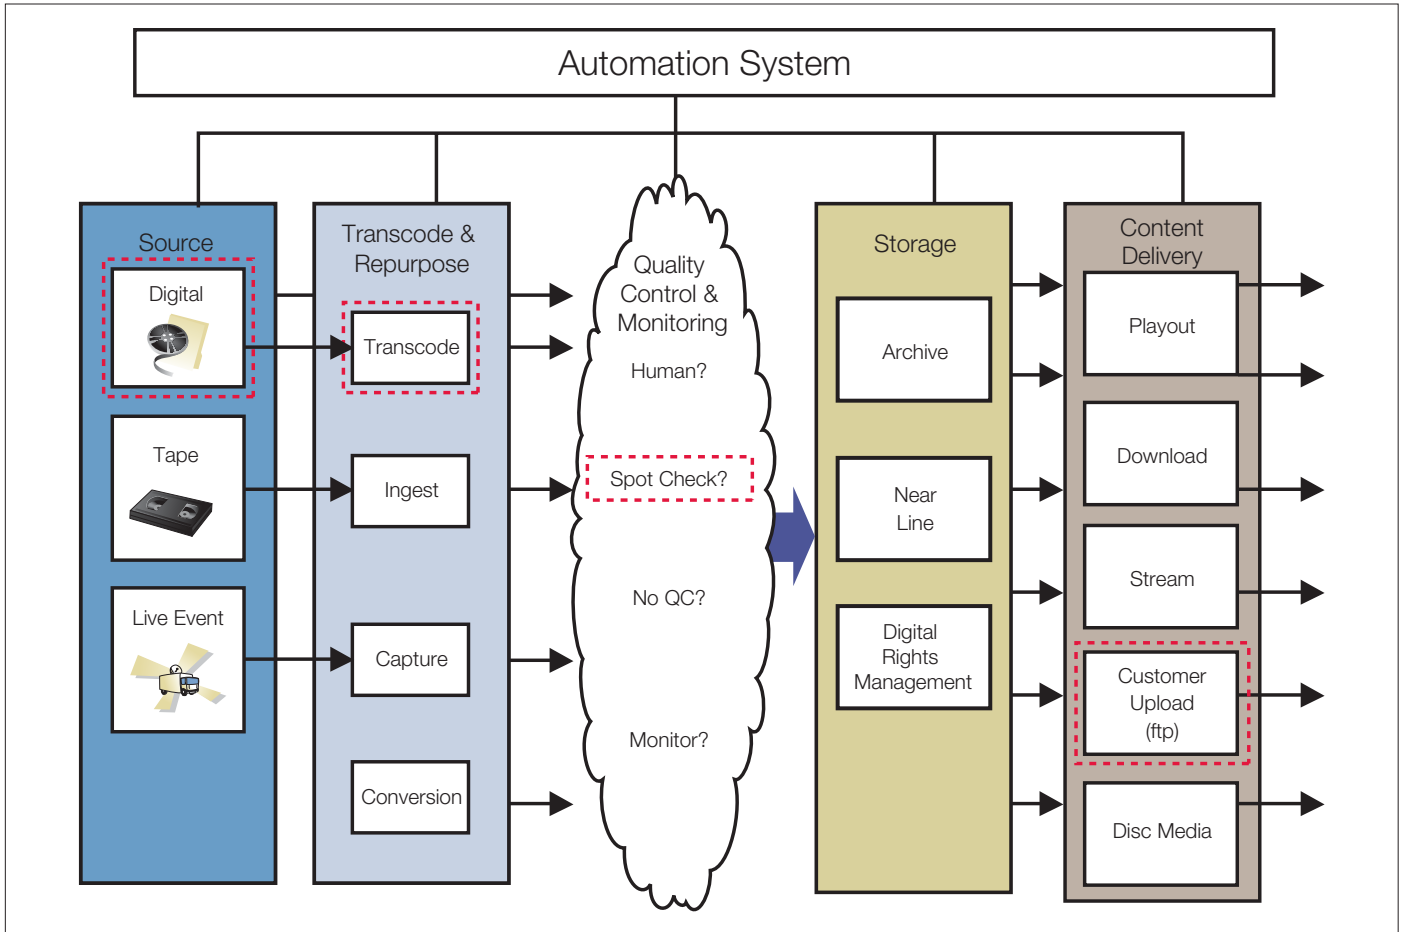 Automation System
Source
Digital
Tape
Live Event
Transcode &
Repurpose
Transcode
Ingest
Capture
Conversion
Quality
Control &
Monitoring
Human?
Spot Check?
No QC?
Monitor?
Storage
Archive
Near
Line
Digital
Rights
Management
Content
Delivery
Playout
Download
Stream
Customer
Upload
(ftp)
Disc Media